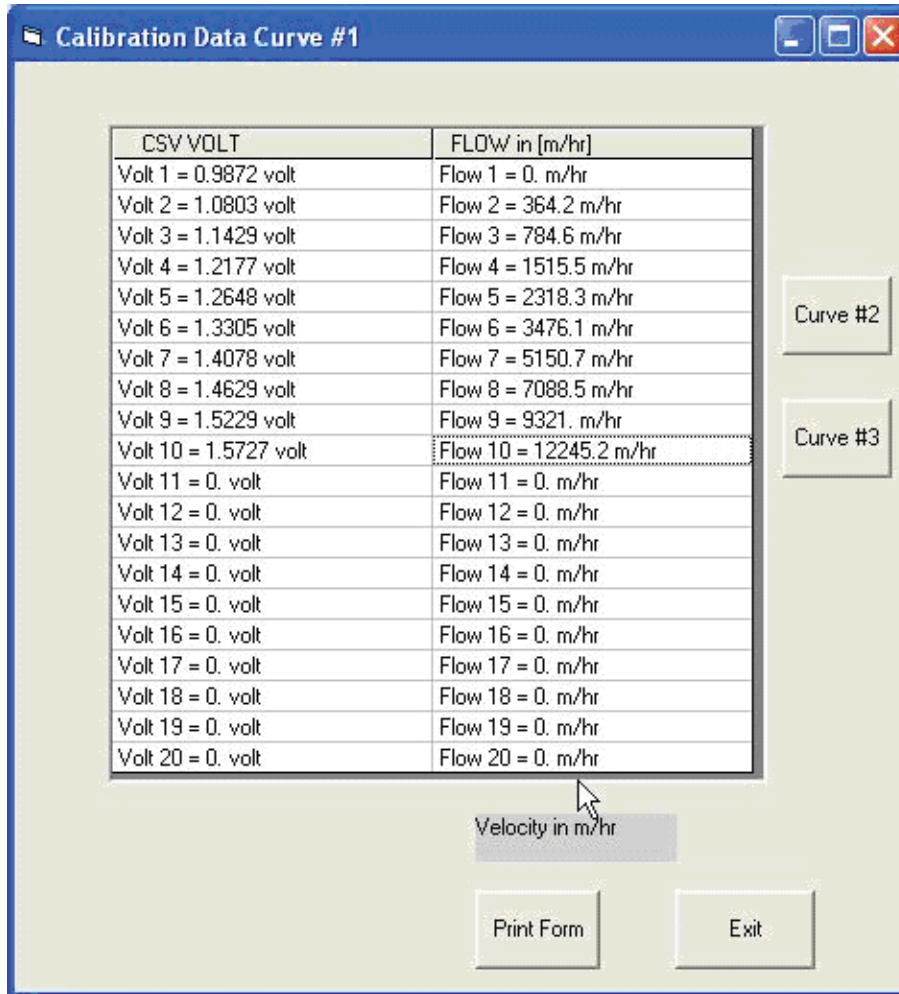 Calibration Data Curve #1
CSV VOLT FLOW in [m/hr]
Volt 1 = 0.9872 volt Flow 1 = 0. m/hr
Volt 2 = 1.0803 volt Flow 2 = 364.2 m/hr
Volt 3 = 1.1429 volt Flow 3 = 784.6 m/hr
Volt 4 = 1.2177 volt Flow 4 = 1515.5 m/hr
Volt 5 = 1.2648 volt Flow 5 = 2318.3 m/hr
Volt 6 = 1.3305 volt Flow 6 = 3476.1 m/hr
Volt 7 = 1.4078 volt Flow 7 = 5150.7 m/hr
Volt 8 = 1.4629 volt Flow 8 = 7088.5 m/hr
Volt 9 = 1.5229 volt Flow 9 = 9321. m/hr
Volt 10 = 1.5727 volt Flow 10 = 12245.2 m/hr
Volt 11 = 0. volt Flow 11 = 0. m/hr
Volt 12 = 0. volt Flow 12 = 0. m/hr
Volt 13 = 0. volt Flow 13 = 0. m/hr
Volt 14 = 0. volt Flow 14 = 0. m/hr
Volt 15 = 0. volt Flow 15 = 0. m/hr
Volt 16 = 0. volt Flow 16 = 0. m/hr
Volt 17 = 0. volt Flow 17 = 0. m/hr
Volt 18 = 0. volt Flow 18 = 0. m/hr
Volt 19 = 0. volt Flow 19 = 0. m/hr
Volt 20 = 0. volt Flow 20 = 0. m/hr
Curve #2
Curve #3
Velocity in m/hr
Print Form Exit